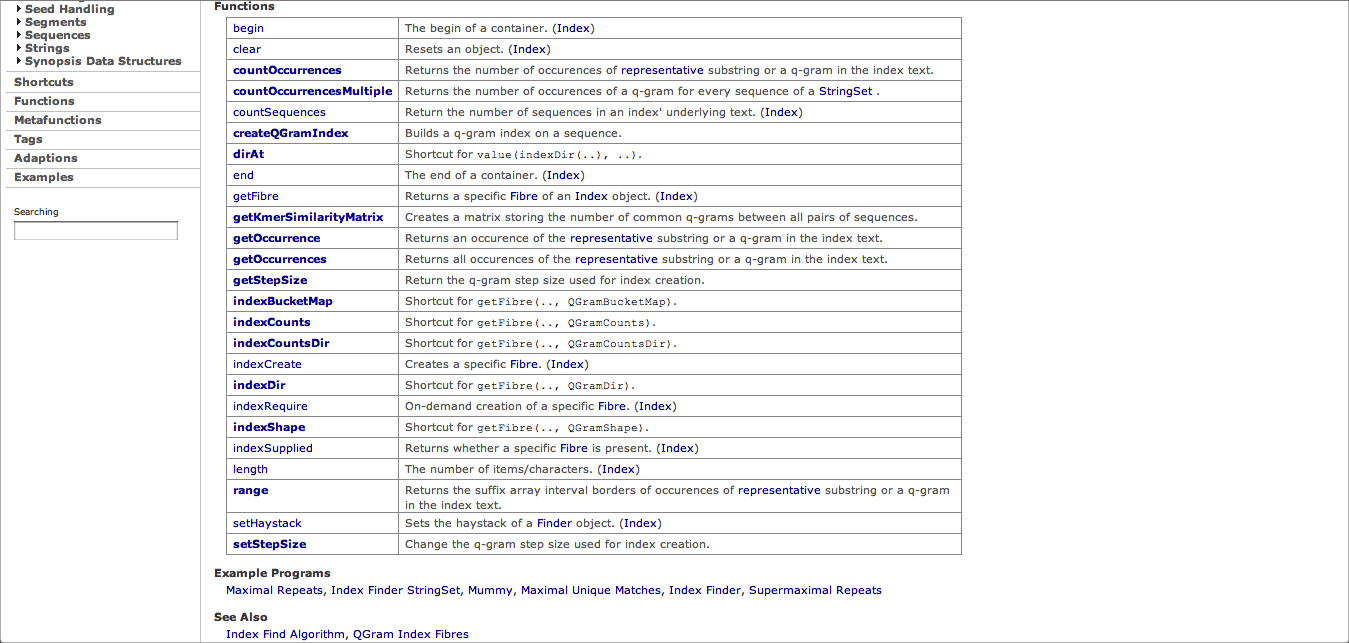 Seed Handling
Segments
Sequences
Strings
Synopsis Data Structures
Shortcuts
Functions
Metafunctions
Tags
Adaptions
Examples
Searching
Functions
begin The begin of a container. (Index)
clear Resets an object. (Index)
countOccurrences Returns the number of occurences of representative substring or a q-gram in the index text.
countOccurrencesMultiple Returns the number of occurences of a q-gram for every sequence of a StringSet .
countSequences Return the number of sequences in an index' underlying text. (Index)
createQGramIndex Builds a q-gram index on a sequence.
dirAt Shortcut for value(indexDir(..), ..).
end The end of a container. (Index)
getFibre Returns a specific Fibre of an Index object. (Index)
getKmerSimilarityMatrix Creates a matrix storing the number of common q-grams between all pairs of sequences.
getOccurrence Returns an occurence of the representative substring or a q-gram in the index text.
getOccurrences Returns all occurences of the representative substring or a q-gram in the index text.
getStepSize Return the q-gram step size used for index creation.
indexBucketMap Shortcut for getFibre(.., QGramBucketMap).
indexCounts Shortcut for getFibre(.., QGramCounts).
indexCountsDir Shortcut for getFibre(.., QGramCountsDir).
indexCreate Creates a specific Fibre. (Index)
indexDir Shortcut for getFibre(.., QGramDir).
indexRequire On-demand creation of a specific Fibre. (Index)
indexShape Shortcut for getFibre(.., QGramShape).
indexSupplied Returns whether a specific Fibre is present. (Index)
length The number of items/characters. (Index)
range Returns the suffix array interval borders of occurences of representative substring or a q-gram
in the index text.
setHaystack Sets the haystack of a Finder object. (Index)
setStepSize Change the q-gram step size used for index creation.
Example Programs
Maximal Repeats, Index Finder StringSet, Mummy, Maximal Unique Matches, Index Finder, Supermaximal Repeats
See Also
Index Find Algorithm, QGram Index Fibres